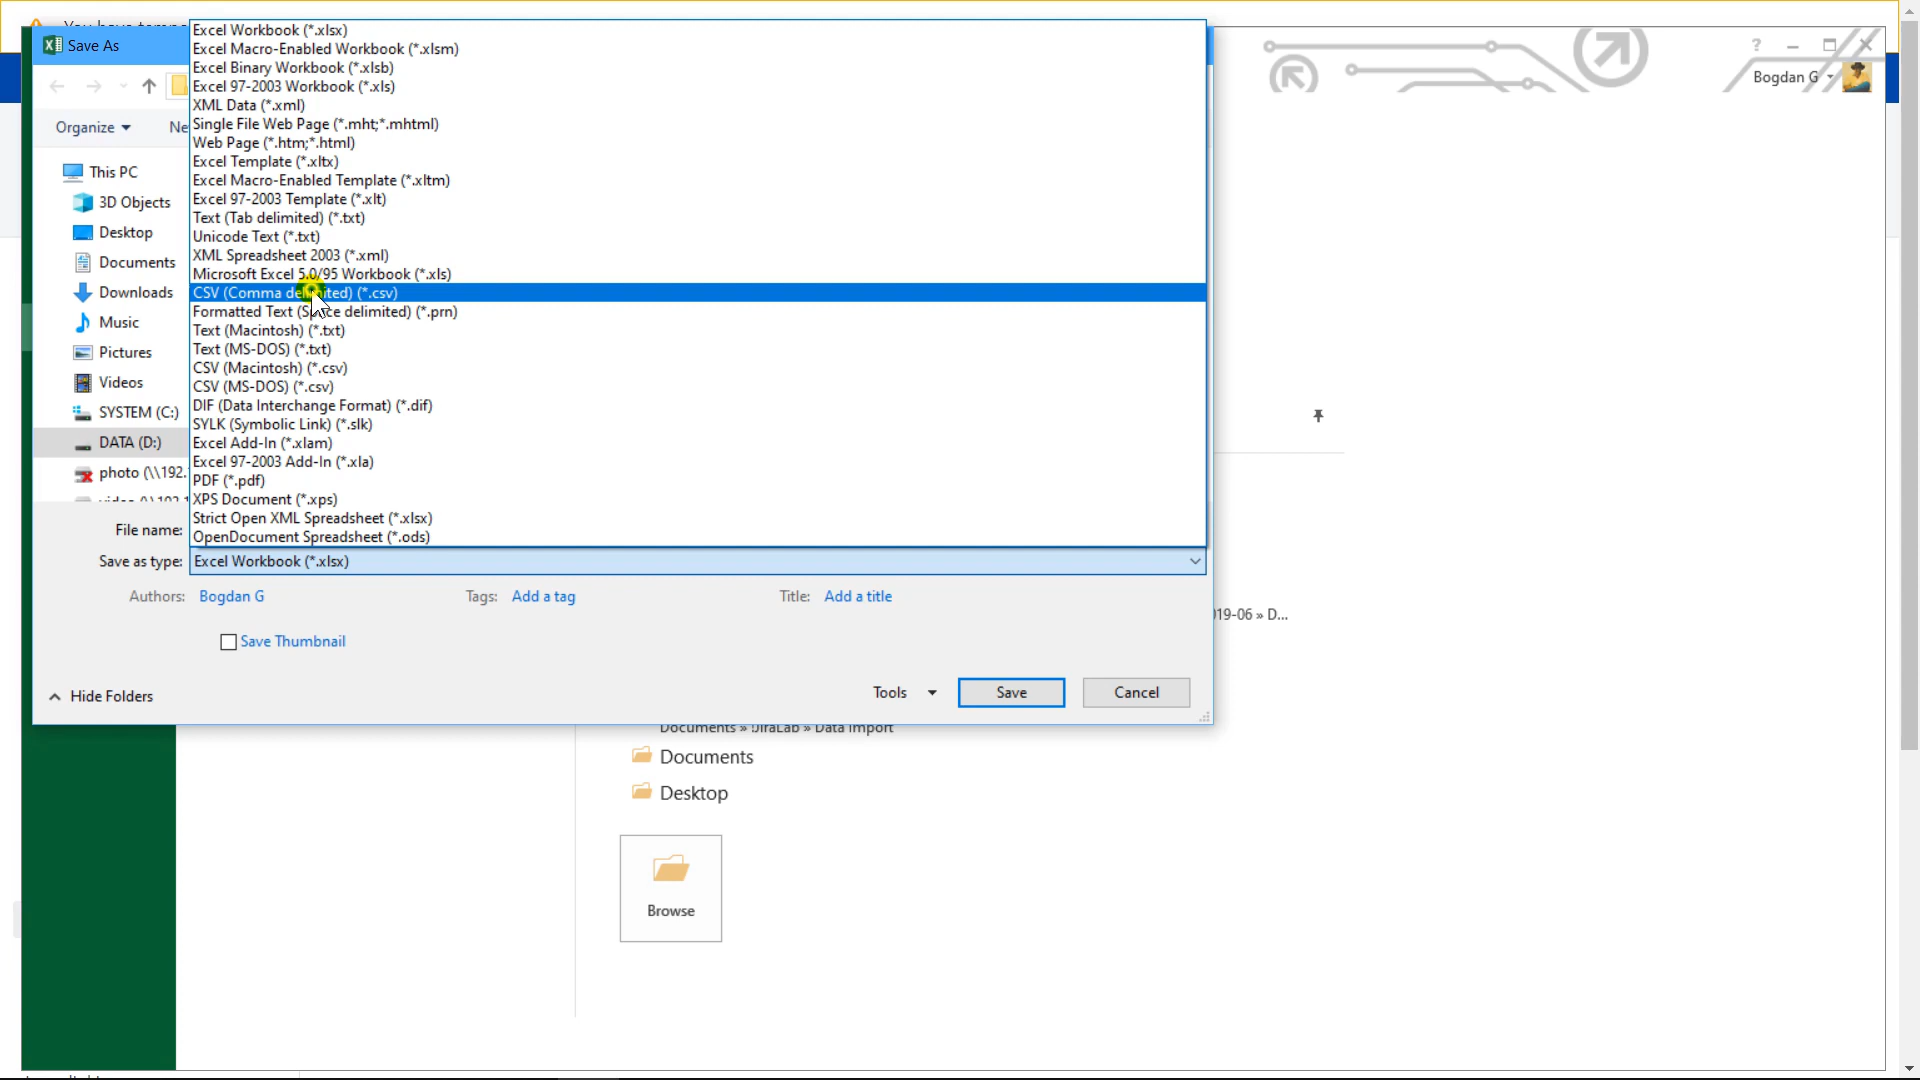 Save As
Bogdan G
Organize
Ne
This PC
3D Objects
Desktop
Documents
Downloads
Music
Pictures
Videos
SYSTEM (C:)
DATA (D:)
photo (\\192.
Excel Workbook (*.xlsx)
Excel Macro-Enabled Workbook (*.xlsm)
Excel Binary Workbook (*.xlsb)
Excel 97-2003 Workbook (*.xls)
XML Data (*.xml)
Single File Web Page (*.mht;*.mhtml)
Web Page (*.htm;*.html)
Excel Template (*.xltx)
Excel Macro-Enabled Template (*.xltm)
Excel 97-2003 Template (*.xlt)
Text (Tab delimited) (*.txt)
Unicode Text (*.txt)
XML Spreadsheet 2003 (*.xml)
Microsoft Excel 5.0/95 Workbook (*.xls)
CSV (Comma delimited) (*.csv)
Formatted Text (Space delimited) (*.prn)
Text (Macintosh) (*.txt)
Text (MS-DOS) (*.txt)
CSV (Macintosh) (*.csv)
CSV (MS-DOS) (*.csv)
DIF (Data Interchange Format) (*.dif)
SYLK (Symbolic Link) (*.slk)
Excel Add-In (*.xlam)
Excel 97-2003 Add-In (*.xla)
PDF (*.pdf)
XPS Document (*.xps)
Strict Open XML Spreadsheet (*.xlsx)
OpenDocument Spreadsheet (*.ods)
File name:
Save as type: Excel Workbook (*.xlsx)
Authors: Bogdan G Tags: Add a tag Title: Add a title
19-06 » D...
Save Thumbnail
Hide Folders
Tools Save Cancel
Documents » !JiraLab » Data Import
Documents
Desktop
Browse